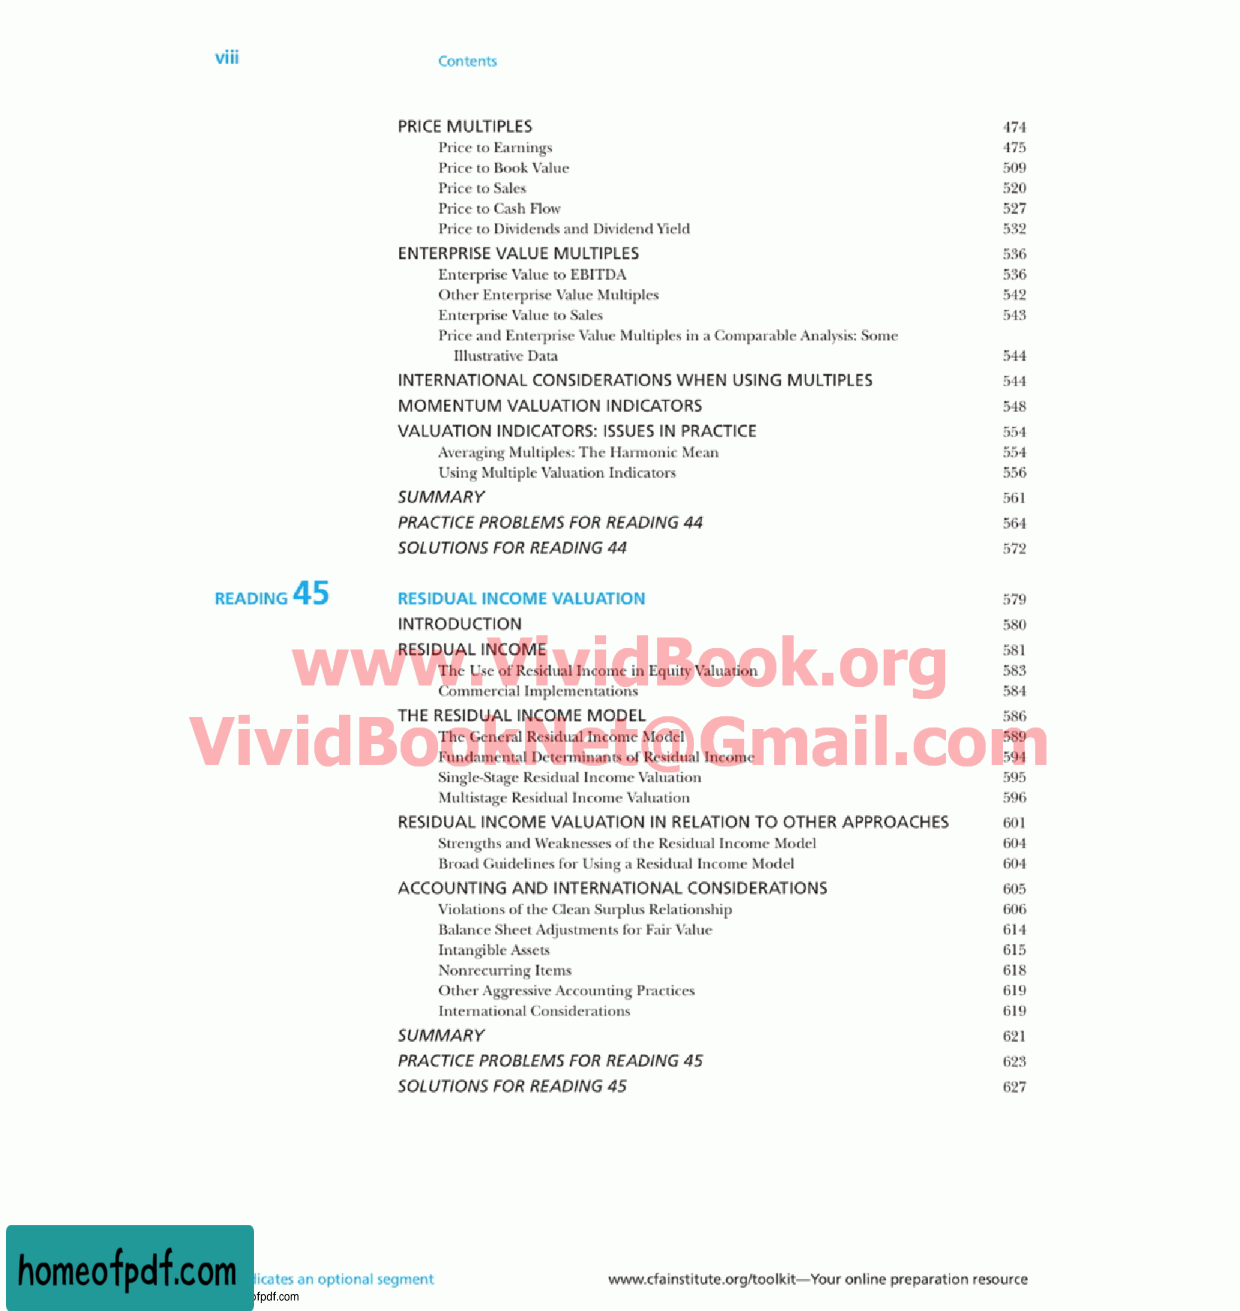 viii Contents
PRICE MULTIPLES 474
Price to Earnings 475
Price to Book Value 509
Price to Sales 520
Price to Cash Flow 527
Price to Dividends and Dividend Yield 532
ENTERPRISE VALUE MULTIPLES 536
Enterprise Value to EBITDA 536
Other Enterprise Value Multiples 542
Enterprise Value to Sales 543
Price and Enterprise Value Multiples in a Comparable Analysis: Some
Illustrative Data 544
INTERNATIONAL CONSIDERATIONS WHEN USING MULTIPLES 544
MOMENTUM VALUATION INDICATORS 548
VALUATION INDICATORS: ISSUES IN PRACTICE 554
Averaging Multiples: The Harmonic Mean 554
Using Multiple Valuation Indicators 556
SUMMARY 561
PRACTICE PROBLEMS FOR READING 44 564
SOLUTIONS FOR READING 44 572
READING 45 RESIDUAL INCOME VALUATION 579
INTRODUCTION 580
RESIDUAL INCOME 581
www.VividBook.org
The Use of Residual Income in Equity Valuation 583
Commercial Implementations 584
THE RESIDUAL INCOME MODEL 586
The General Residual Income Model 589
VividBookNet@Gmail.com
Fundamental Determinants of Residual Income 594
Single-Stage Residual Income Valuation 595
Multistage Residual Income Valuation 596
RESIDUAL INCOME VALUATION IN RELATION TO OTHER APPROACHES 601
Strengths and Weaknesses of the Residual Income Model 604
Broad Guidelines for Using a Residual Income Model 604
ACCOUNTING AND INTERNATIONAL CONSIDERATIONS 605
Violations of the Clean Surplus Relationship 606
Balance Sheet Adjustments for Fair Value 614
Intangible Assets 615
Nonrecurring Items 618
Other Aggressive Accounting Practices 619
International Considerations 619
SUMMARY 621
PRACTICE PROBLEMS FOR READING 45 623
SOLUTIONS FOR READING 45 627
homeofpdf.com
an optional segment www.cfainstitute.org/toolkit—Your online preparation resource